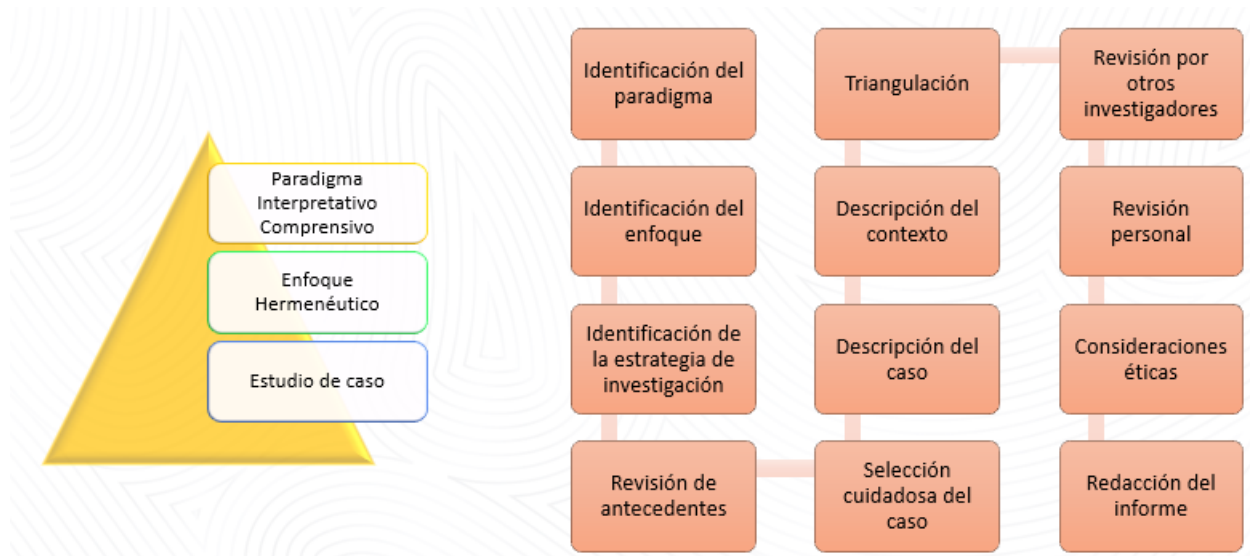 Paradigma
Interpretativo
Comprensivo
Enfoque
Hermenéutico
Estudio de caso
Identificación del
paradigma
Identificación del
enfoque
Identificación de
la estrategia de
investigación
Revisión de
antecedentes
Selección
cuidadosa del
caso
Descripción del
caso
Descripción del
contexto
Triangulación
Revisión por
otros
investigadores
Revisión
personal
Consideraciones
éticas
Redacción del
informe